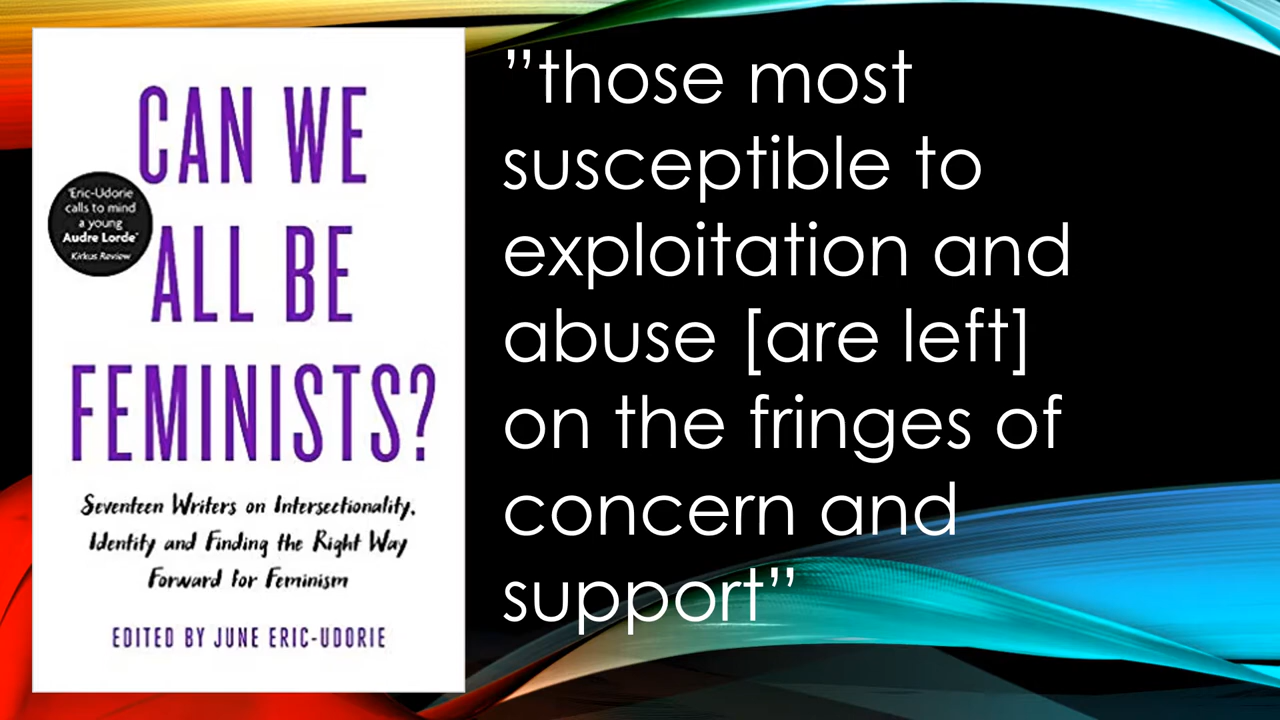 CAN WE
ALL BE
FEMINISTS?
'Eric-Udorie
calls to mind
a young
Audre Lorde'
Kirkus Review
Seventeen Writers on Intersectionality,
Identity and Finding the Right Way
Forward for Feminism
EDITED BY JUNE ERIC-UDORIE
”those most
susceptible to
exploitation and
abuse [are left]
on the fringes of
concern and
support”